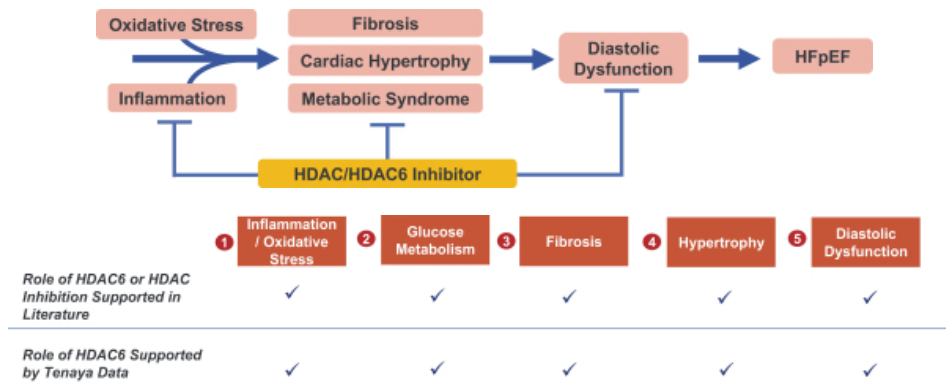 Oxidative Stress
Inflammation
Fibrosis
Cardiac Hypertrophy
Metabolic Syndrome
Diastolic
Dysfunction
HFpEF
HDAC/HDAC6 Inhibitor
1
Inflammation
/ Oxidative
Stress
2
Glucose
Metabolism
3
Fibrosis
4
Hypertrophy
5
Diastolic
Dysfunction
Role of HDAC6 or HDAC
Inhibition Supported in
Literature
✓ ✓ ✓ ✓ ✓
Role of HDAC6 Supported
by Tenaya Data
✓ ✓ ✓ ✓ ✓